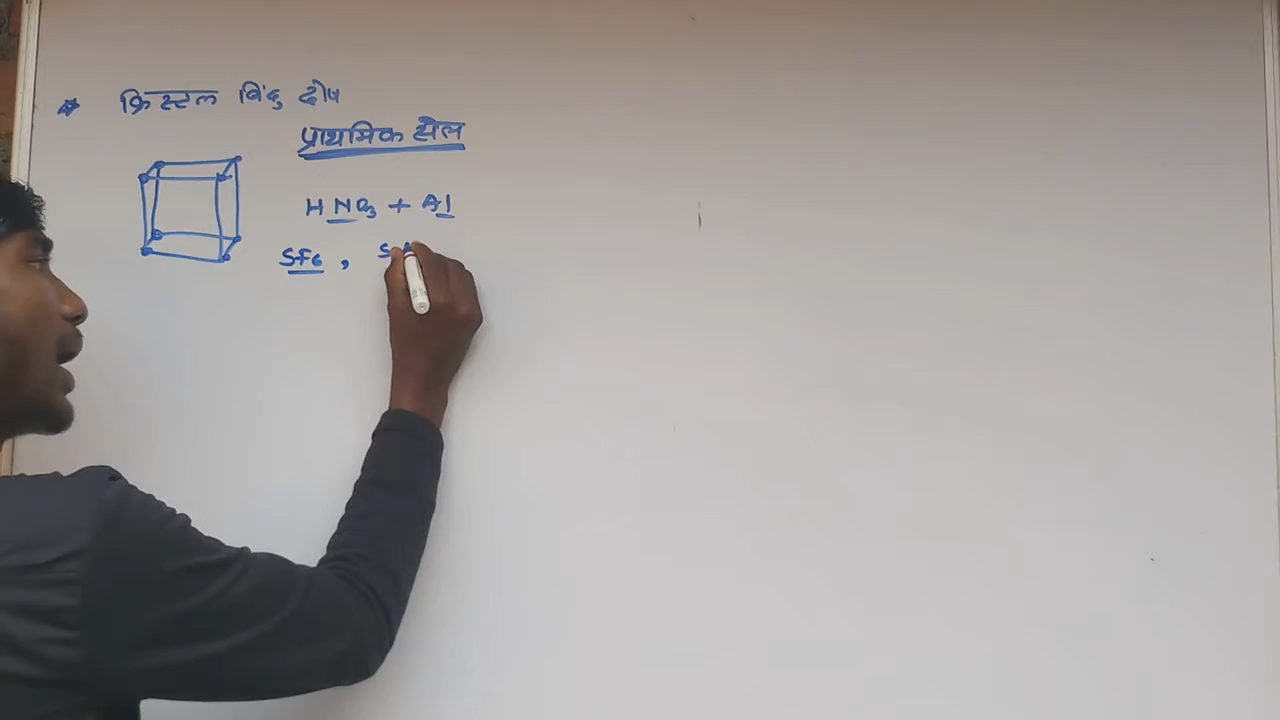 * क्रिस्टल बिंदु दोष
प्राथमिक सेल
HNO3 + Al
SF6 , S